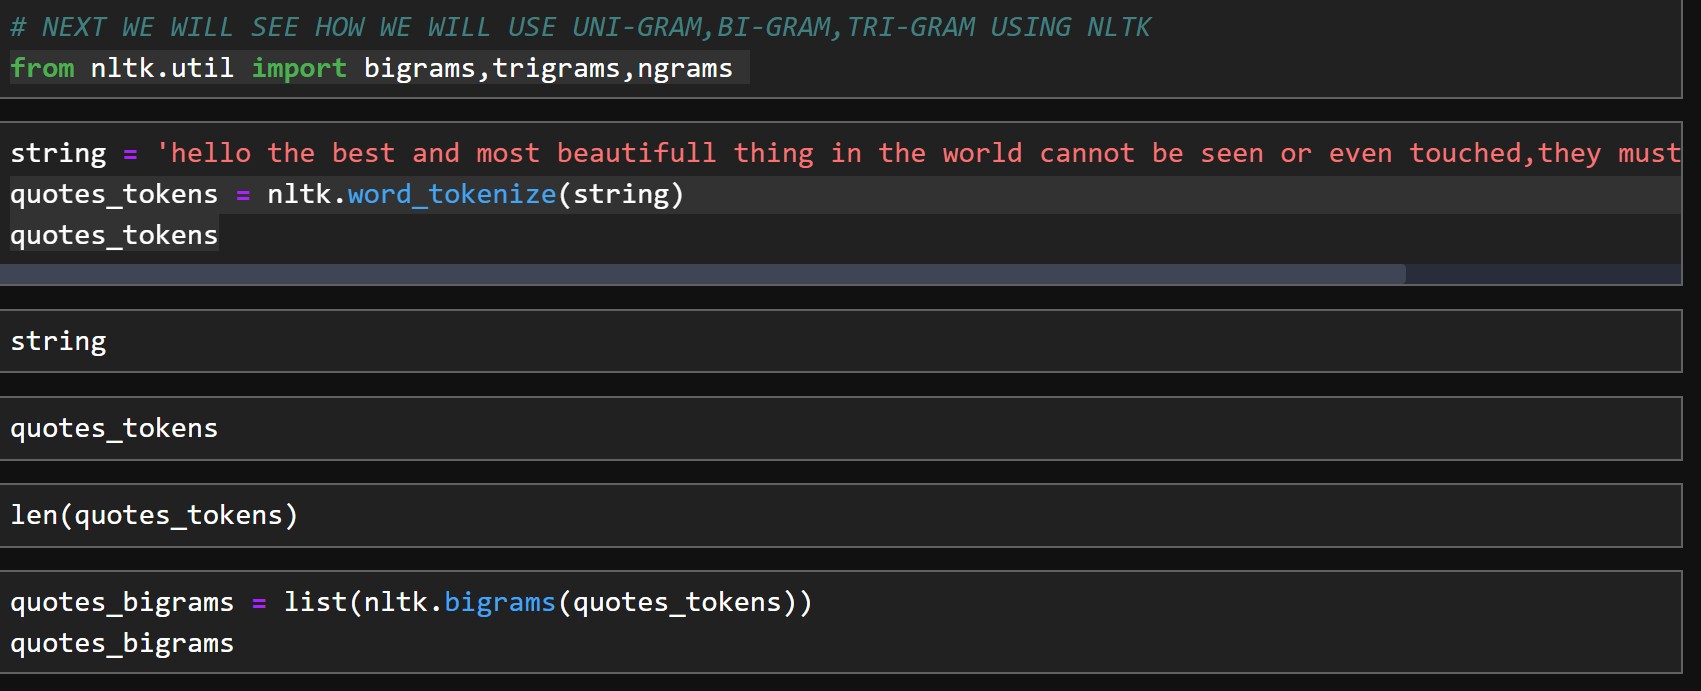 # NEXT WE WILL SEE HOW WE WILL USE UNI-GRAM,BI-GRAM,TRI-GRAM USING NLTK
from nltk.util import bigrams,trigrams,ngrams
string = 'hello the best and most beautifull thing in the world cannot be seen or even touched,they must
quotes_tokens = nltk.word_tokenize(string)
quotes_tokens
string
quotes_tokens
len(quotes_tokens)
quotes_bigrams = list(nltk.bigrams(quotes_tokens))
quotes_bigrams